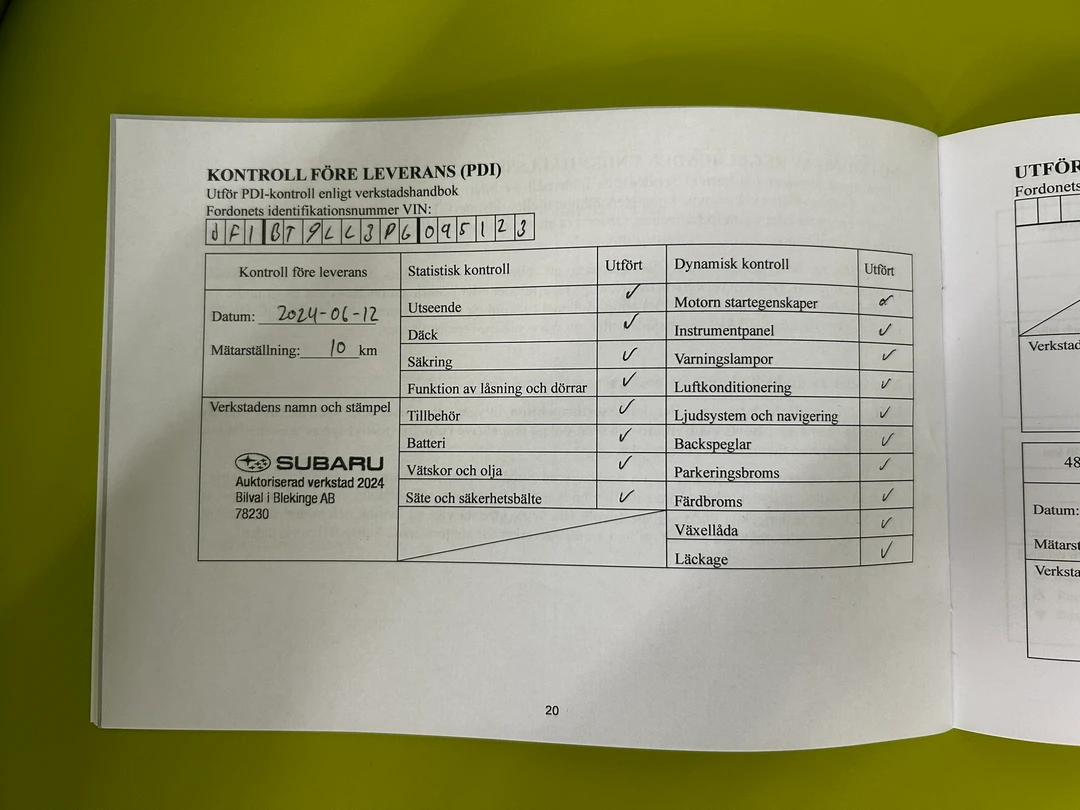 KONTROLL FÖRE LEVERANS (PDI)
Utför PDI-kontroll enligt verkstadshandbok
Fordonets identifikationsnummer VIN:
JF1BT9LL3PG095123
Kontroll före leverans
Statistisk kontroll
Utfört
Dynamisk kontroll
Utfört
Datum: 2024-06-12
Mätarställning: 10 km
Verkstadens namn och stämpel
SUBARU
Auktoriserad verkstad 2024
Bilval i Blekinge AB
78230
Utseende ✓
Däck ✓
Säkring ✓
Funktion av låsning och dörrar ✓
Tillbehör ✓
Batteri ✓
Vätskor och olja ✓
Säte och säkerhetsbälte ✓
Motorn startegenskaper ✓
Instrumentpanel ✓
Varningslampor ✓
Luftkonditionering ✓
Ljudsystem och navigering ✓
Backspeglar ✓
Parkeringsbroms ✓
Färdbroms ✓
Växellåda ✓
Läckage ✓
20
UTFÖR
Fordonets
Verkstad
48
Datum:
Mätarst
Verksta